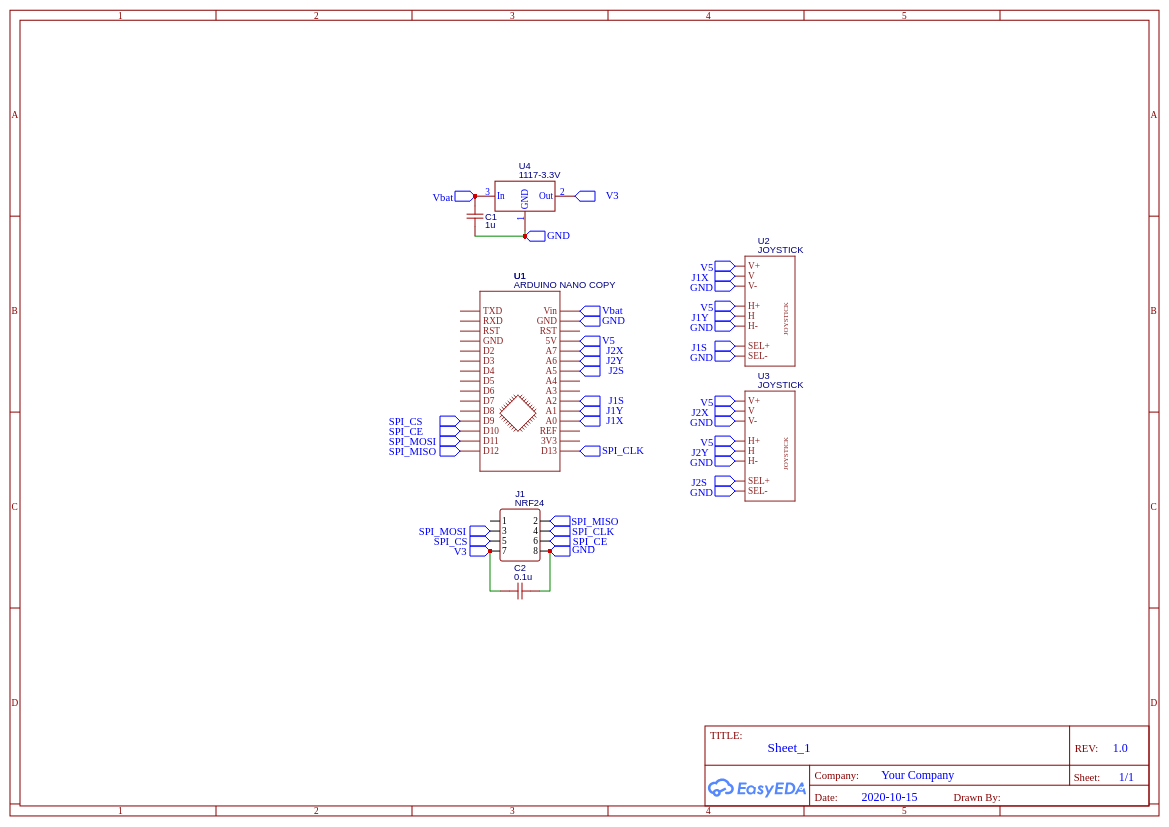 1 2 3 4 5
A A
B B
C C
D D
U4
1117-3.3V
Vbat 3 In GND Out 2 V3
1
C1
1u
GND
U1
ARDUINO NANO COPY
TXD Vin Vbat
RXD GND GND
RST RST
GND 5V V5
D2 A7 J2X
D3 A6 J2Y
D4 A5 J2S
D5 A4
D6 A3
D7 A2 J1S
D8 A1 J1Y
SPI_CS D9 A0 J1X
SPI_CE D10 REF
SPI_MOSI D11 3V3
SPI_MISO D12 D13 SPI_CLK
U2
JOYSTICK
V5 V+
J1X V
GND V-
V5 H+
J1Y H
GND H-
J1S SEL+
GND SEL-
JOYSTICK
U3
JOYSTICK
V5 V+
J2X V
GND V-
V5 H+
J2Y H
GND H-
J2S SEL+
GND SEL-
JOYSTICK
J1
NRF24
1 2 SPI_MISO
SPI_MOSI 3 4 SPI_CLK
SPI_CS 5 6 SPI_CE
V3 7 8 GND
C2
0.1u
TITLE:
Sheet_1
REV: 1.0
EasyEDA
Company: Your Company
Sheet: 1/1
Date: 2020-10-15 Drawn By:
1 2 3 4 5